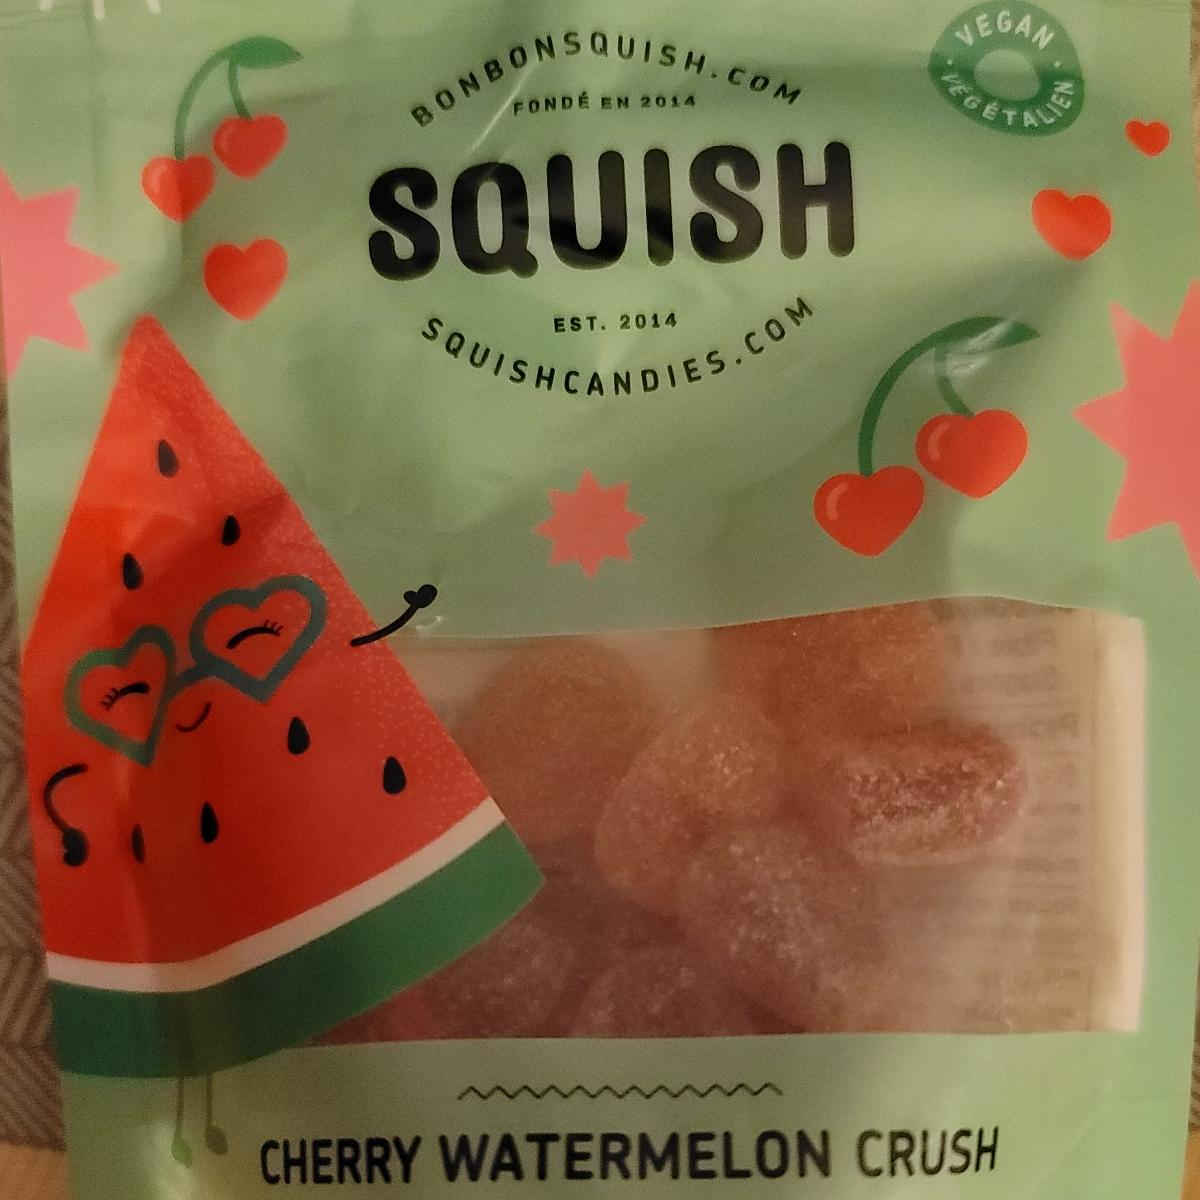 BONBONSQUISH.COM
FONDÉ EN 2014
SQUISH
EST. 2014
SQUISHCANDIES.COM
VEGAN
VÉGÉTALIEN
CHERRY WATERMELON CRUSH